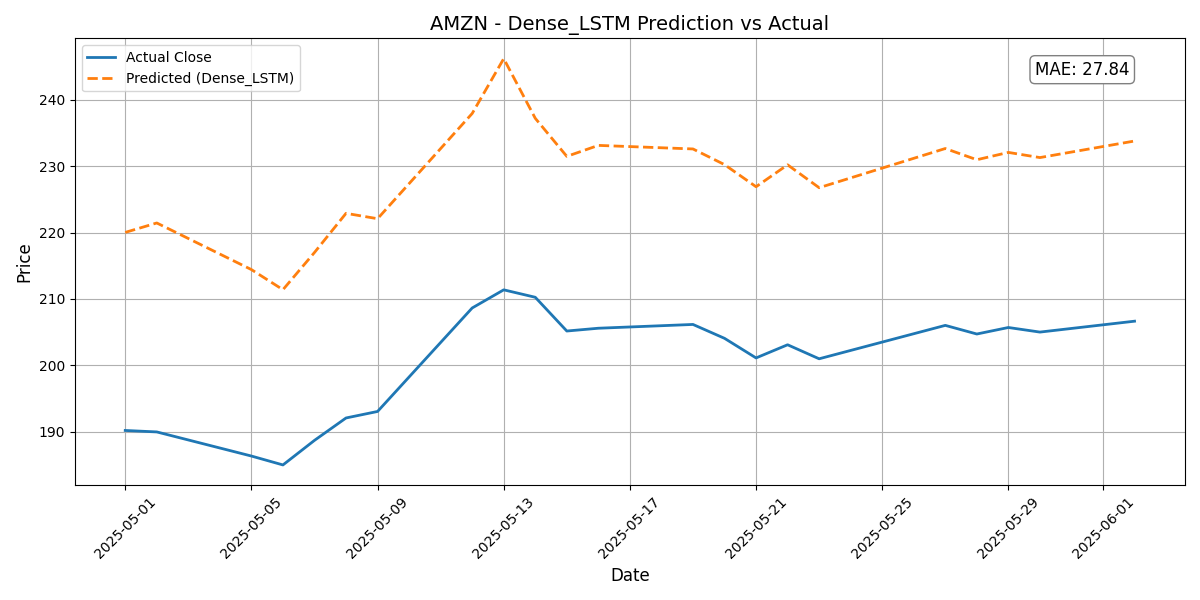 AMZN - Dense_LSTM Prediction vs Actual
Actual Close
Predicted (Dense_LSTM)
MAE: 27.84
Price
240
230
220
210
200
190
2025-05-01
2025-05-05
2025-05-09
2025-05-13
2025-05-17
2025-05-21
2025-05-25
2025-05-29
2025-06-01
Date